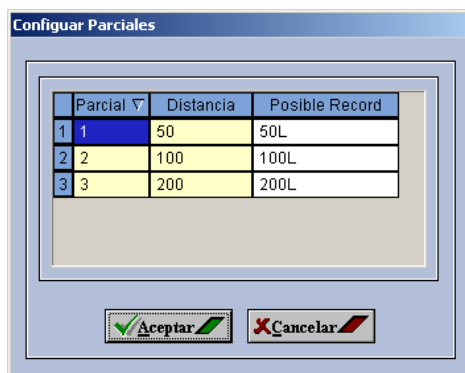 Configuar Parciales
Parcial Distancia Posible Record
1 1 50 50L
2 2 100 100L
3 3 200 200L
Aceptar Cancelar